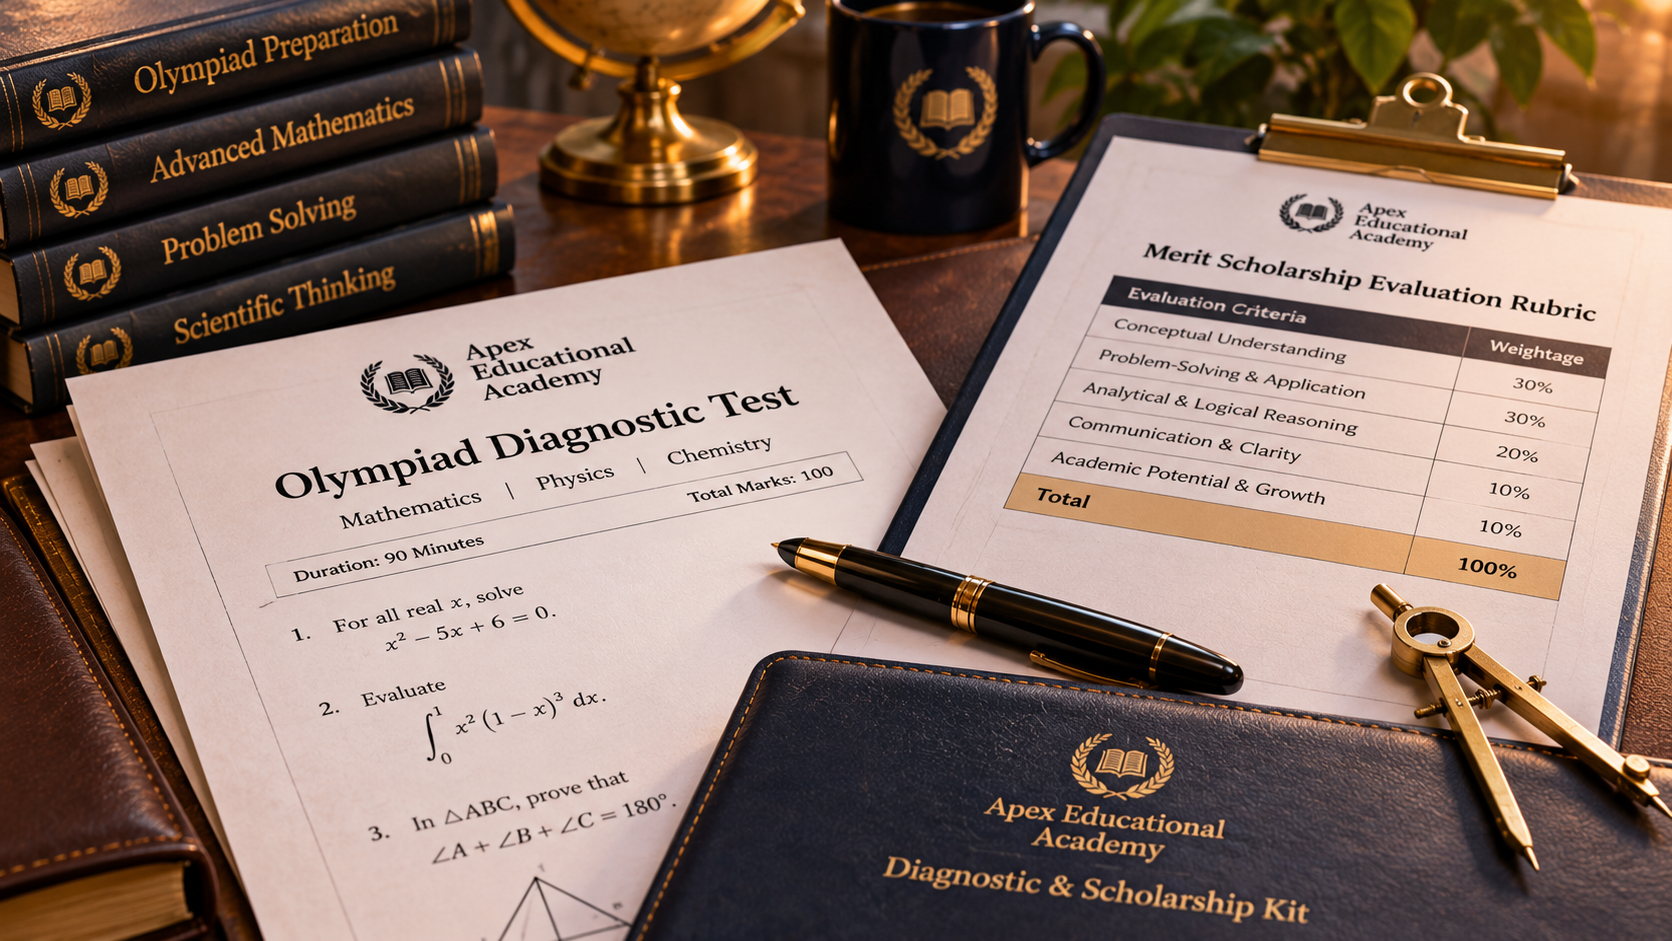 Olympiad Preparation
Advanced Mathematics
Problem Solving
Scientific Thinking
Apex
Educational
Academy
Olympiad Diagnostic Test
Mathematics | Physics | Chemistry
Duration: 90 Minutes Total Marks: 100
1. For all real x, solve
x² − 5x + 6 = 0.
2. Evaluate
∫₀¹ x² (1 − x)³ dx.
3. In △ABC, prove that
∠A + ∠B + ∠C = 180°.
Apex
Educational
Academy
Merit Scholarship Evaluation Rubric
Evaluation Criteria Weightage
Conceptual Understanding 30%
Problem-Solving & Application 30%
Analytical & Logical Reasoning 20%
Communication & Clarity 10%
Academic Potential & Growth 10%
Total 100%
Apex Educational
Academy
Diagnostic & Scholarship Kit